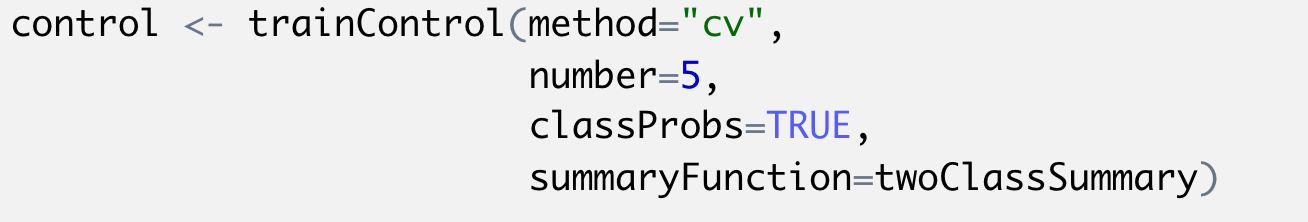 control <- trainControl(method="cv",
number=5,
classProbs=TRUE,
summaryFunction=twoClassSummary)